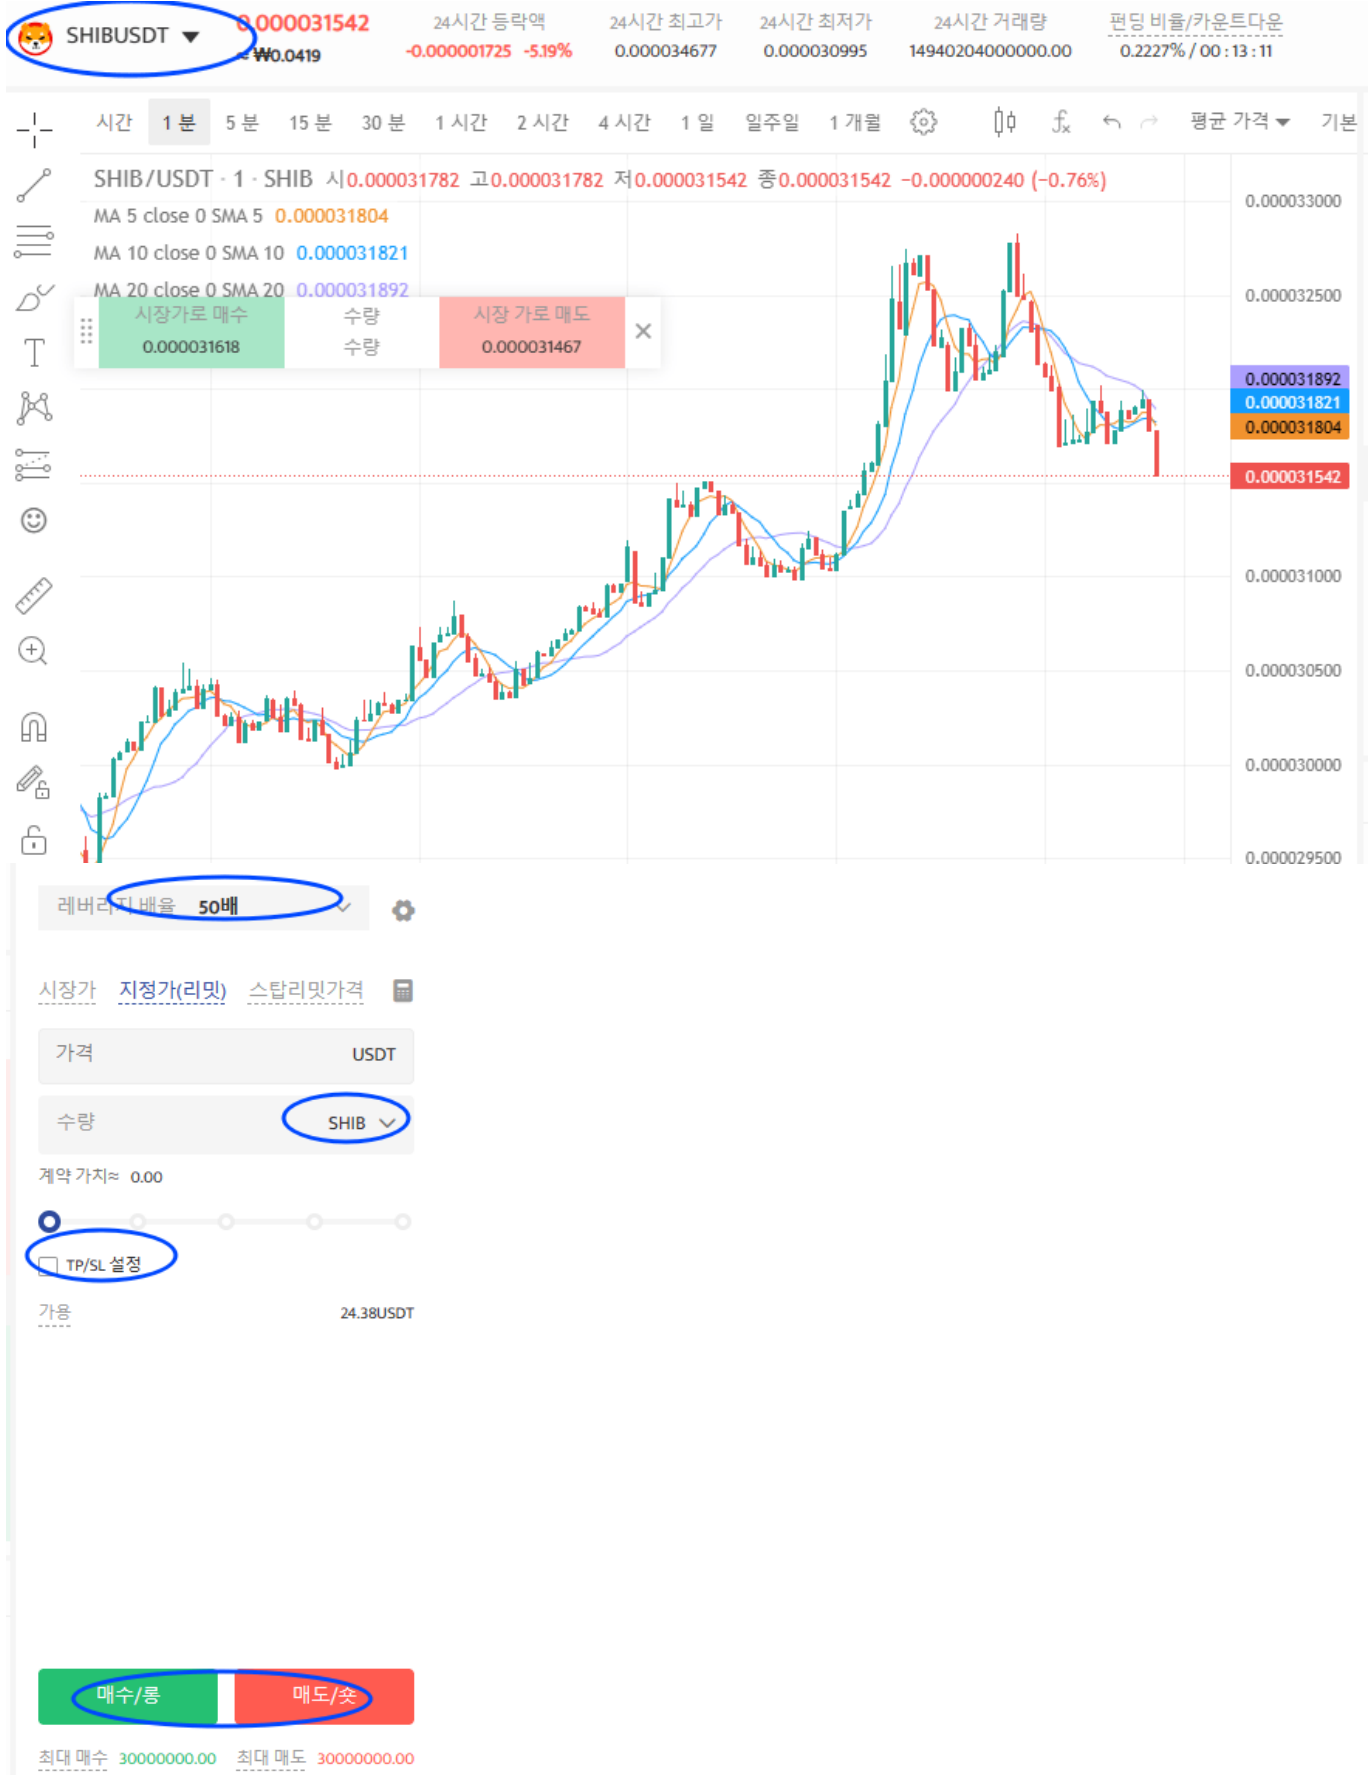 SHIBUSDT
0.000031542
≈ ₩0.0419
24시간 등락액
-0.000001725 -5.19%
24시간 최고가
0.000034677
24시간 최저가
0.000030995
24시간 거래량
14940204000000.00
펀딩 비율/카운트다운
0.2227% / 00 : 13 : 11
시간 1 분 5 분 15 분 30 분 1 시간 2 시간 4 시간 1 일 일주일 1 개월 평균 가격 기본
SHIB/USDT · 1 · SHIB 시0.000031782 고0.000031782 저0.000031542 종0.000031542 −0.000000240 (−0.76%)
MA 5 close 0 SMA 5 0.000031804
MA 10 close 0 SMA 10 0.000031821
MA 20 close 0 SMA 20 0.000031892
시장가로 매수 수량 시장 가로 매도
0.000031618 수량 0.000031467
0.000033000
0.000032500
0.000031892
0.000031821
0.000031804
0.000031542
0.000031000
0.000030500
0.000030000
0.000029500
레버리지 배율 50배
시장가 지정가(리밋) 스탑리밋가격
가격 USDT
수량 SHIB
계약 가치≈ 0.00
TP/SL 설정
가용 24.38USDT
매수/롱 매도/숏
최대 매수 30000000.00 최대 매도 30000000.00